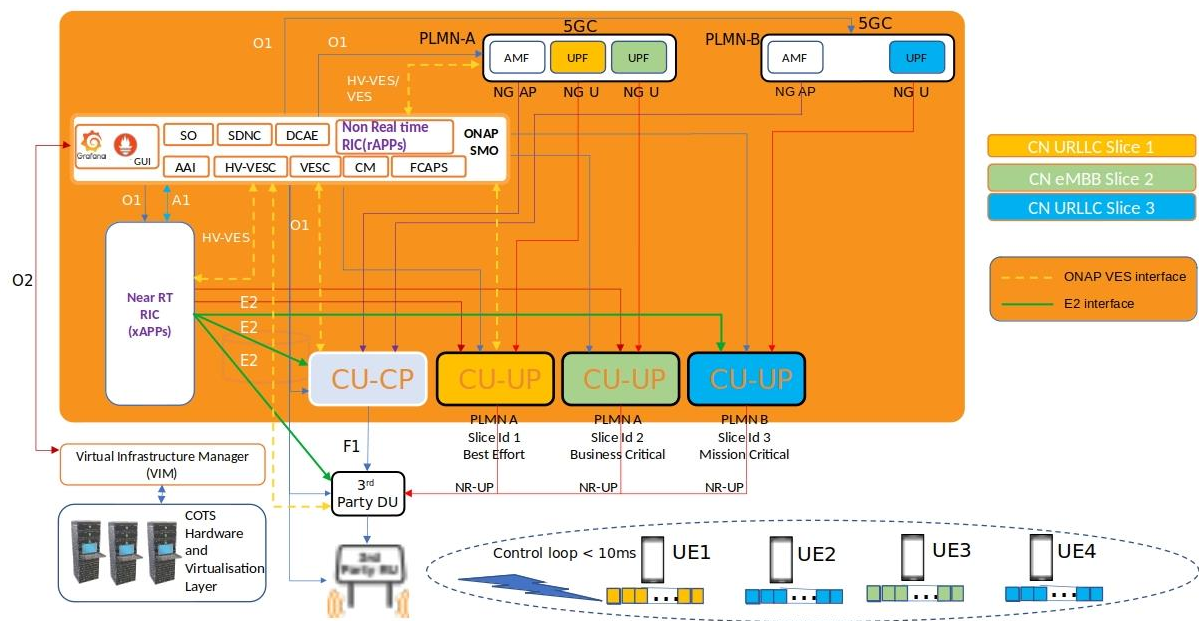 5GC
5GC
PLMN-A
PLMN-B
O1
O1
AMF
UPF
UPF
AMF
UPF
HV-VES/
VES
NG AP
NG U
NG U
NG AP
NG U
Grafana
GUI
SO
SDNC
DCAE
Non Real time
RIC(rAPPs)
ONAP
SMO
AAI
HV-VESC
VESC
CM
FCAPS
CN URLLC Slice 1
CN eMBB Slice 2
CN URLLC Slice 3
O1
A1
O1
HV-VES
O2
ONAP VES interface
E2 interface
Near RT
RIC
(xAPPs)
E2
E2
E2
CU-CP
CU-UP
CU-UP
CU-UP
PLMN A
Slice Id 1
Best Effort
PLMN A
Slice Id 2
Business Critical
PLMN B
Slice Id 3
Mission Critical
F1
Virtual Infrastructure Manager
(VIM)
3rd
Party DU
NR-UP
NR-UP
NR-UP
COTS
Hardware
and
Virtualisation
Layer
3rd
Party RU
Control loop < 10ms
UE1
UE2
UE3
UE4